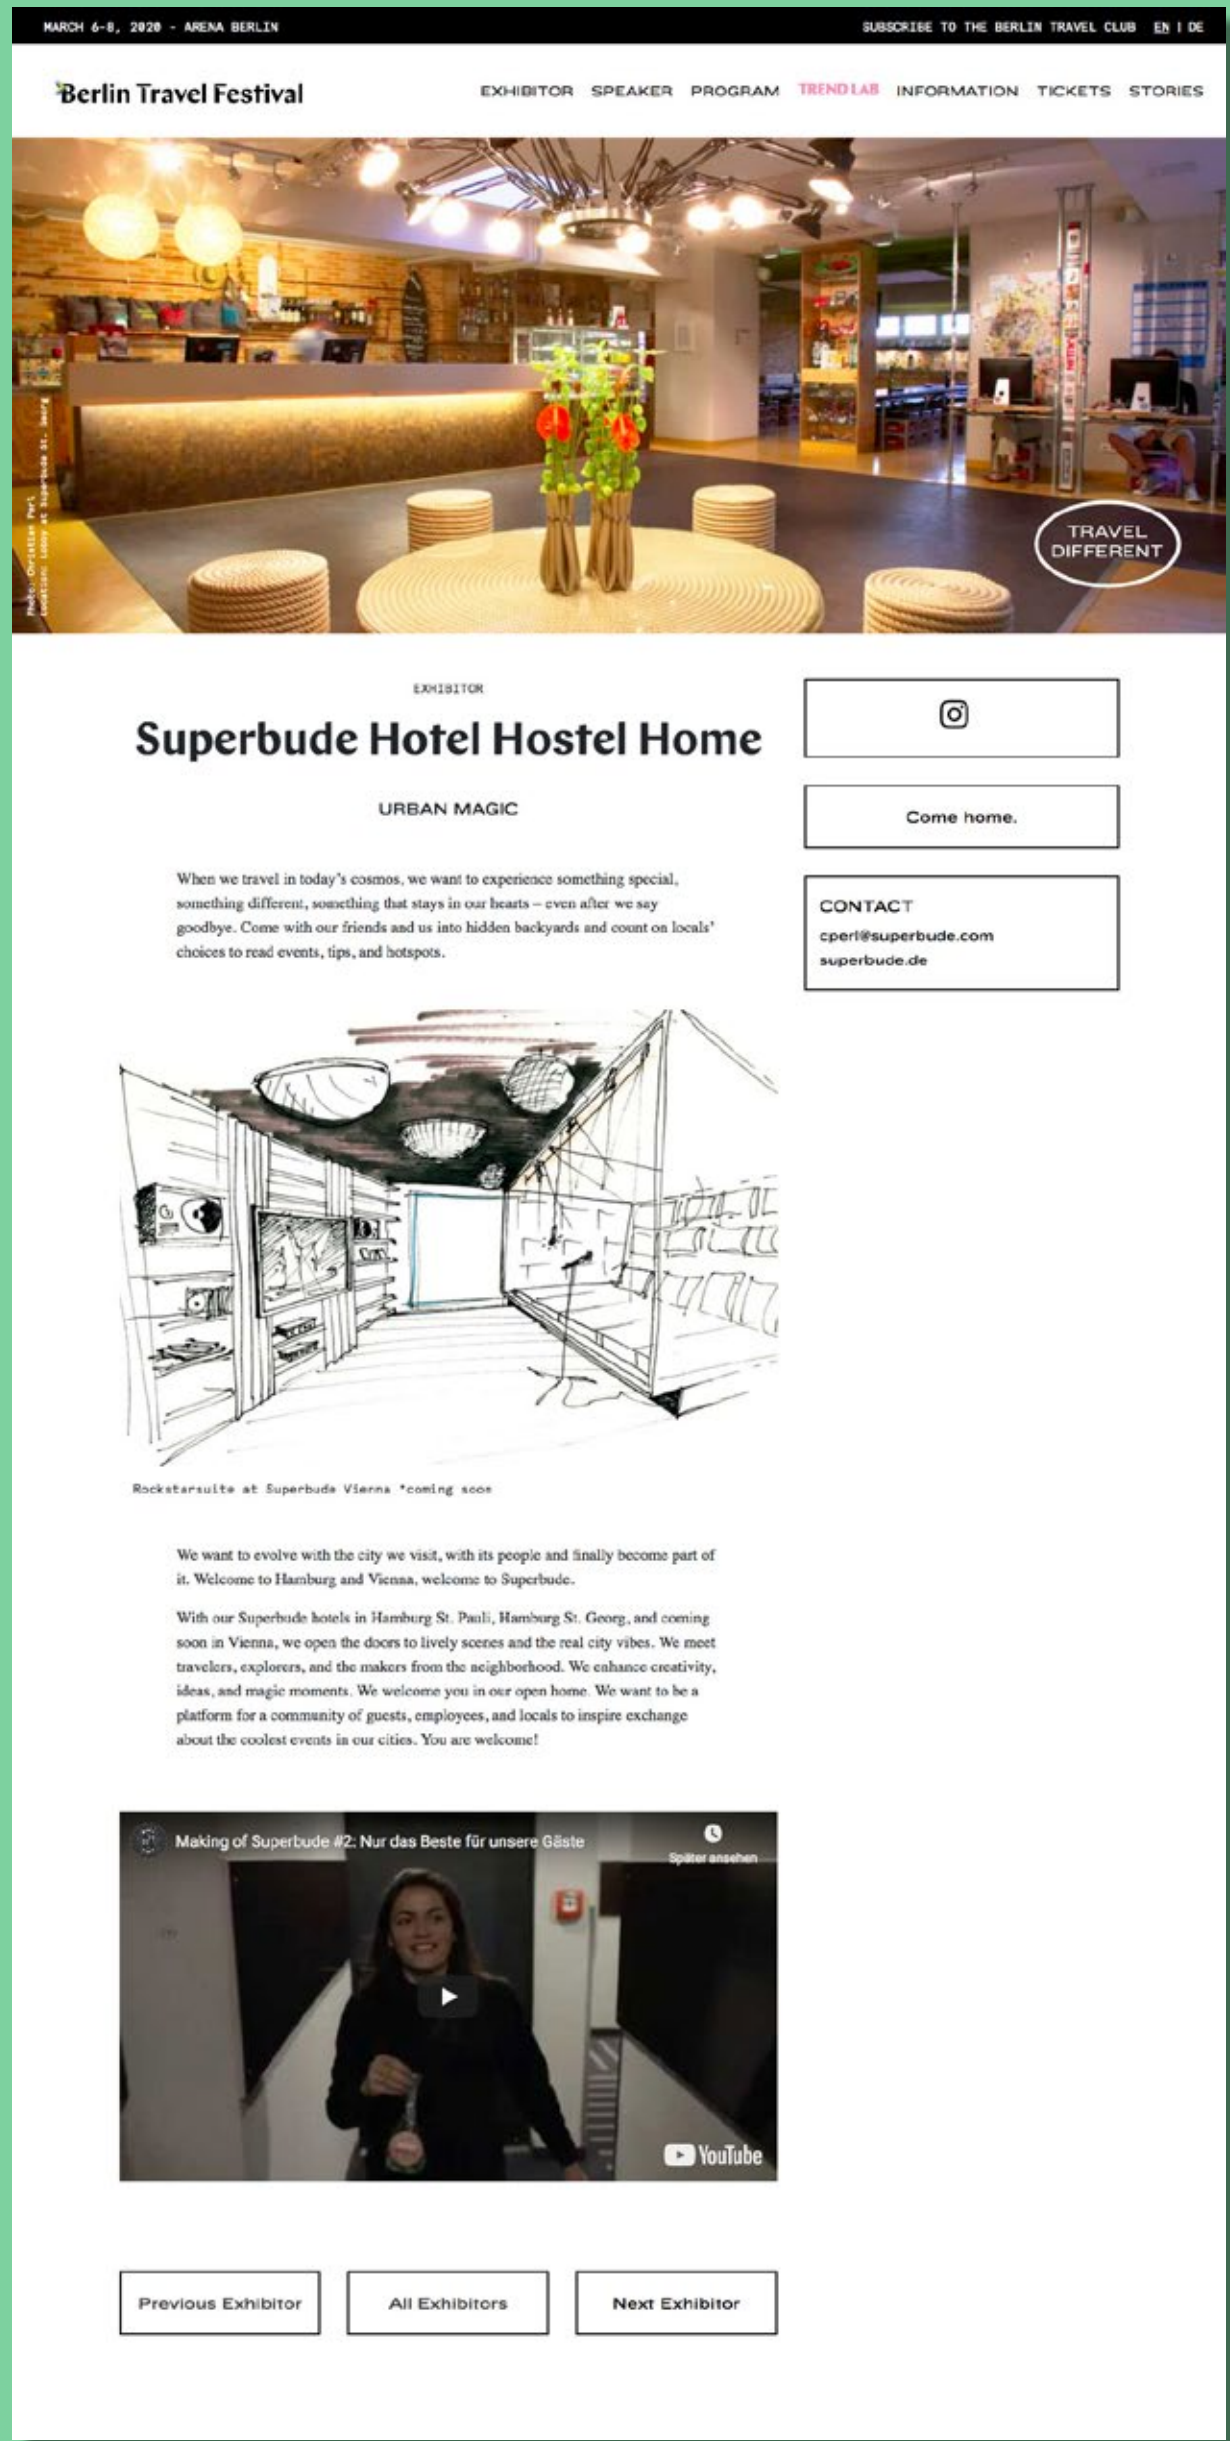 MARCH 6-8, 2020 - ARENA BERLIN
SUBSCRIBE TO THE BERLIN TRAVEL CLUB EN | DE
Berlin Travel Festival
EXHIBITOR SPEAKER PROGRAM TREND LAB INFORMATION TICKETS STORIES
Photo: Christian Perl
Location: Lobby at Superbude St. Georg
TRAVEL
DIFFERENT
EXHIBITOR
Superbude Hotel Hostel Home
URBAN MAGIC
When we travel in today's cosmos, we want to experience something special,
something different, something that stays in our hearts – even after we say
goodbye. Come with our friends and us into hidden backyards and count on locals'
choices to read events, tips, and hotspots.
Come home.
CONTACT
cperl@superbude.com
superbude.de
Rockstarsuite at Superbude Vienna *coming soon
We want to evolve with the city we visit, with its people and finally become part of
it. Welcome to Hamburg and Vienna, welcome to Superbude.
With our Superbude hotels in Hamburg St. Pauli, Hamburg St. Georg, and coming
soon in Vienna, we open the doors to lively scenes and the real city vibes. We meet
travelers, explorers, and the makers from the neighborhood. We enhance creativity,
ideas, and magic moments. We welcome you in our open home. We want to be a
platform for a community of guests, employees, and locals to inspire exchange
about the coolest events in our cities. You are welcome!
Making of Superbude #2: Nur das Beste für unsere Gäste
Später ansehen
YouTube
Previous Exhibitor
All Exhibitors
Next Exhibitor